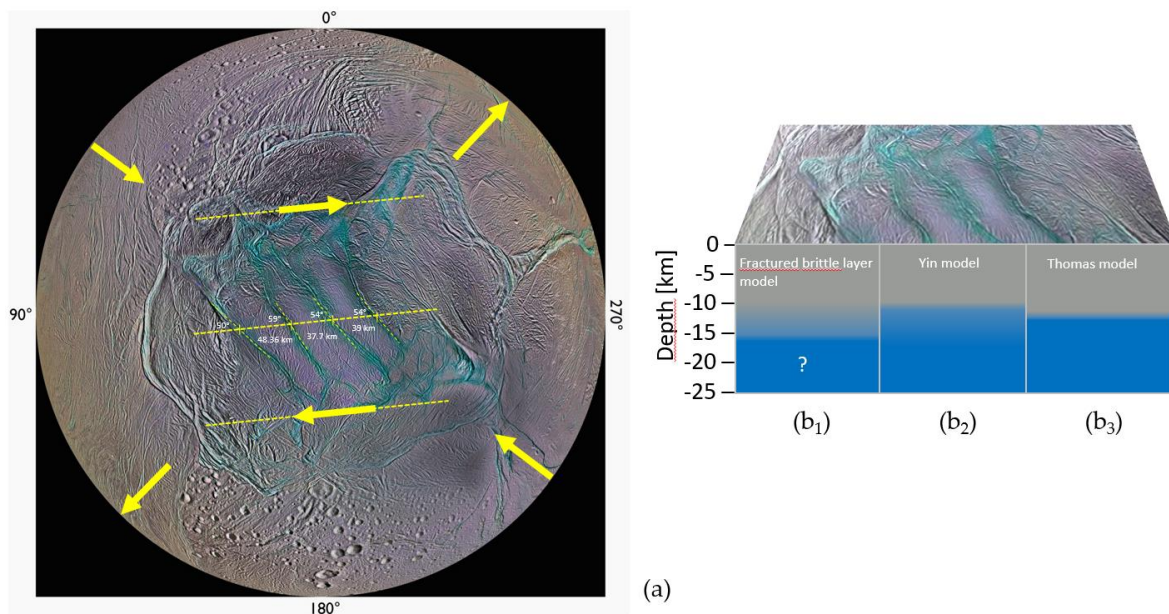 0°
90°
270°
50°
59°
54°
54°
48.36 km
37.7 km
39 km
180°
(a)
Depth [km]
0
-5
-10
-15
-20
-25
Fractured brittle layer
model
?
Yin model
Thomas model
(b₁)
(b₂)
(b₃)